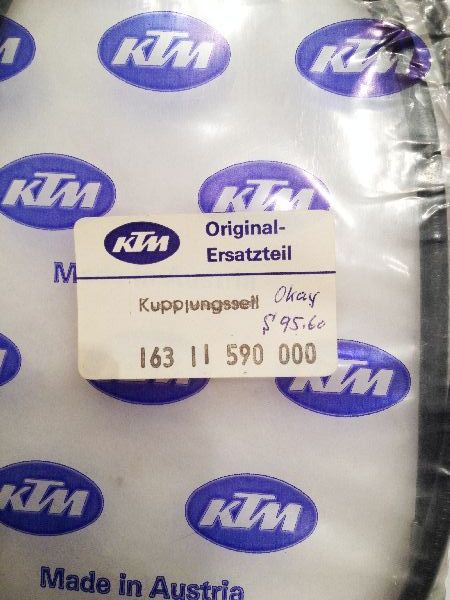 KTM
KTM
KTM
KTM
KTM
M
KTM
Original-
Ersatzteil
Kupplungsseil
Okay
S 95.60
163 11 590 000
KTM
KTM
KTM
Made in Austria